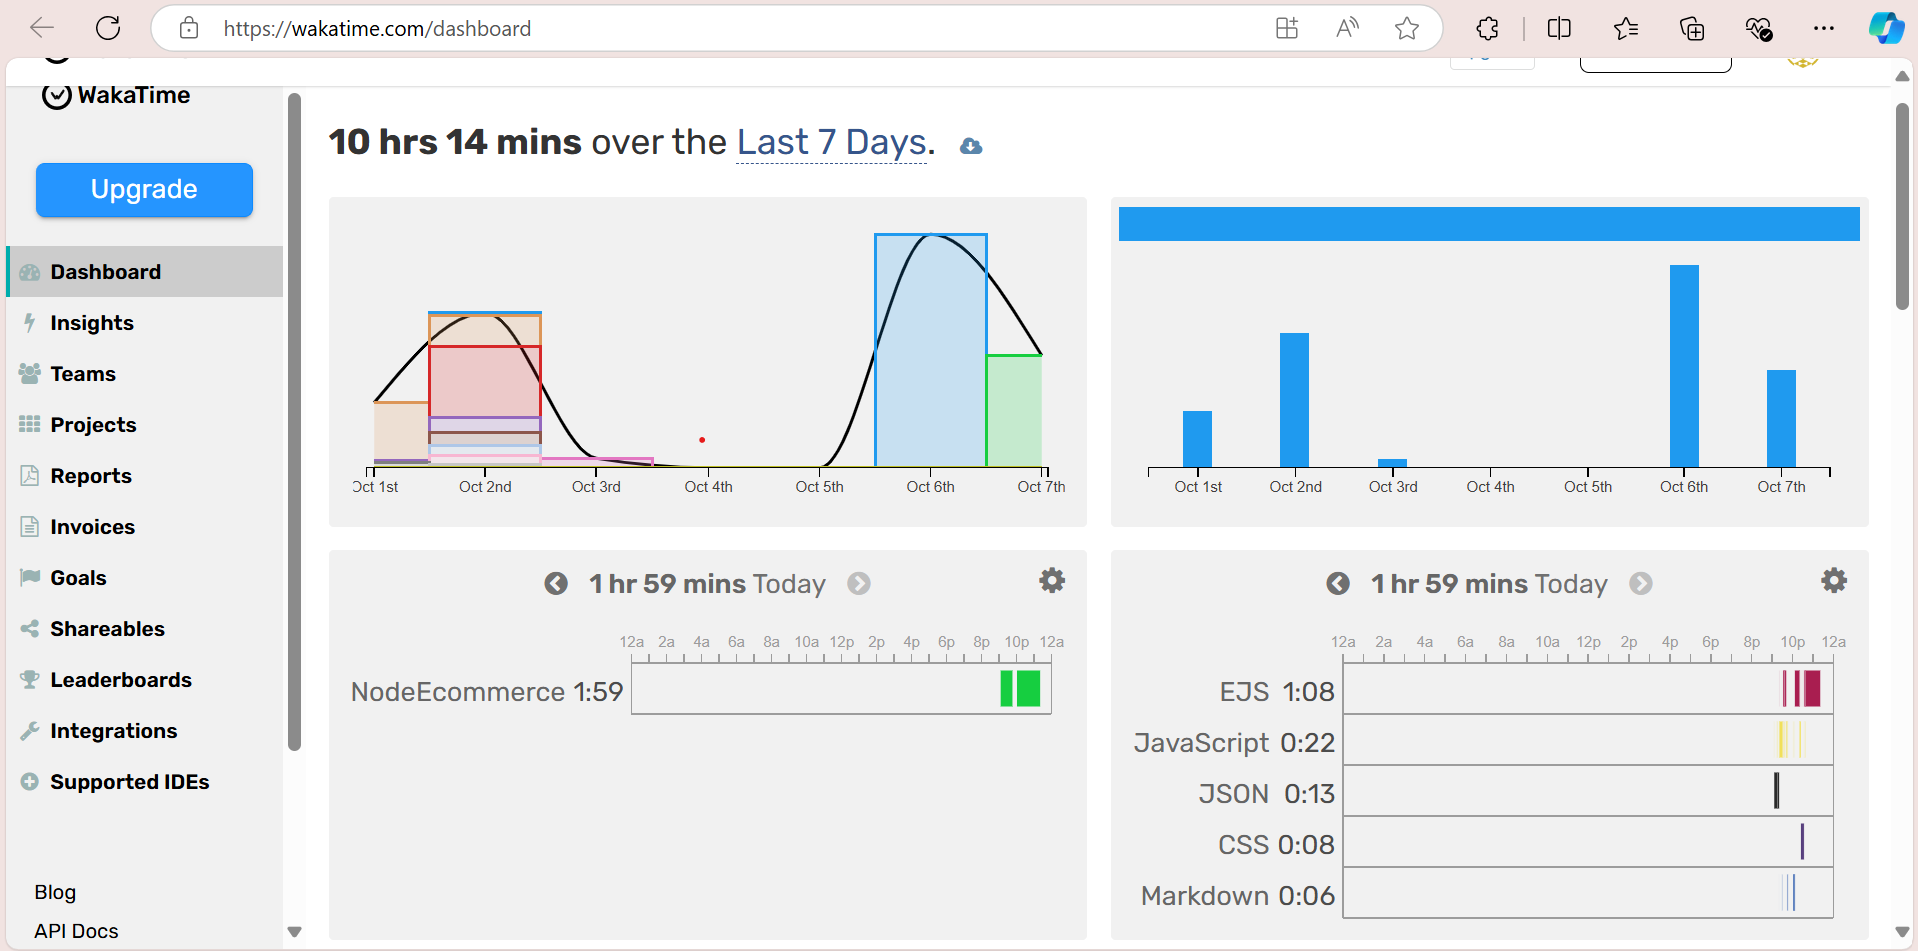 https://wakatime.com/dashboard
WakaTime
Upgrade
Dashboard
Insights
Teams
Projects
Reports
Invoices
Goals
Shareables
Leaderboards
Integrations
Supported IDEs
Blog
API Docs
10 hrs 14 mins over the Last 7 Days.
Oct 1st Oct 2nd Oct 3rd Oct 4th Oct 5th Oct 6th Oct 7th
Oct 1st Oct 2nd Oct 3rd Oct 4th Oct 5th Oct 6th Oct 7th
1 hr 59 mins Today
12a 2a 4a 6a 8a 10a 12p 2p 4p 6p 8p 10p 12a
NodeEcommerce 1:59
1 hr 59 mins Today
12a 2a 4a 6a 8a 10a 12p 2p 4p 6p 8p 10p 12a
EJS 1:08
JavaScript 0:22
JSON 0:13
CSS 0:08
Markdown 0:06